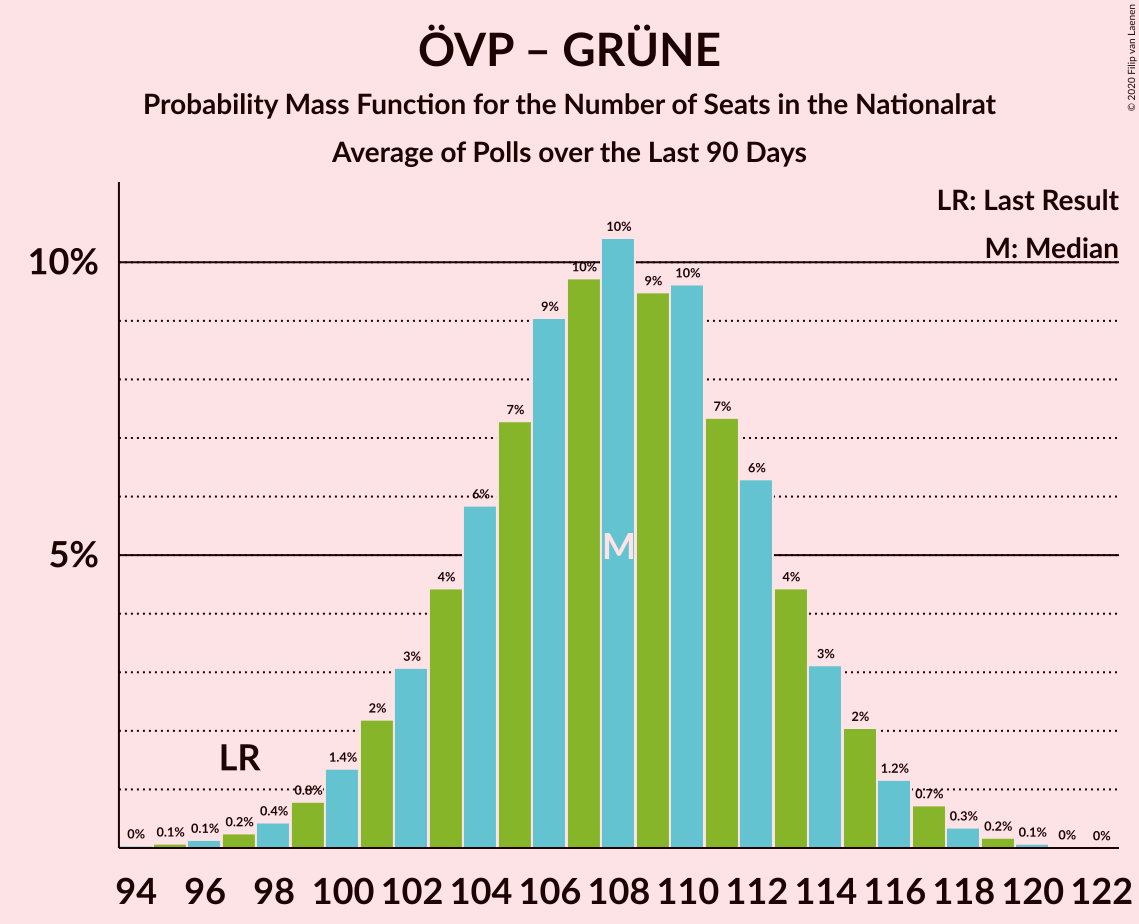 ÖVP – GRÜNE
Probability Mass Function for the Number of Seats in the Nationalrat
Average of Polls over the Last 90 Days
© 2020 Filip van Laenen
LR: Last Result
M: Median
10%
5%
0% 0.1% 0.1% 0.2% 0.4% 0.8% 1.4% 2% 3% 4% 6% 7% 9% 10% 10% 9% 10% 7% 6% 4% 3% 2% 1.2% 0.7% 0.3% 0.2% 0.1% 0% 0%
LR
M
94 96 98 100 102 104 106 108 110 112 114 116 118 120 122